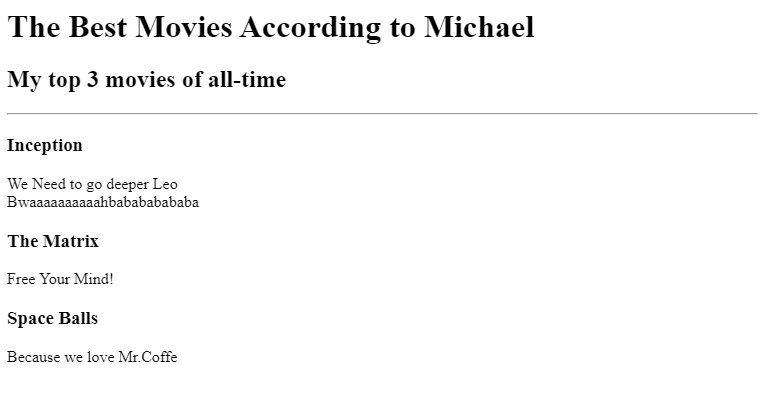 The Best Movies According to Michael
My top 3 movies of all-time
Inception
We Need to go deeper Leo
Bwaaaaaaaaaahbababababababa
The Matrix
Free Your Mind!
Space Balls
Because we love Mr.Coffe